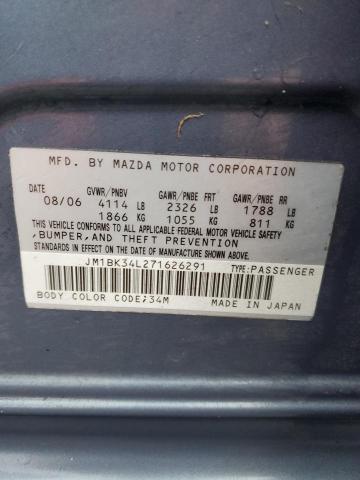 MFD. BY MAZDA MOTOR CORPORATION
DATE GVWR/PNBV GAWR/PNBE FRT GAWR/PNBE RR
08/06 4114 LB 2326 LB 1788 LB
1866 KG 1055 KG 811 KG
THIS VEHICLE CONFORMS TO ALL APPLICABLE FEDERAL MOTOR VEHICLE SAFETY
,BUMPER,AND THEFT PREVENTION
STANDARDS IN EFFECT ON THE DATE OF MANUFACTURE SHOWN ABOVE.
JM1BK34L271626291 TYPE:PASSENGER
BODY COLOR CODE;34M MADE IN JAPAN